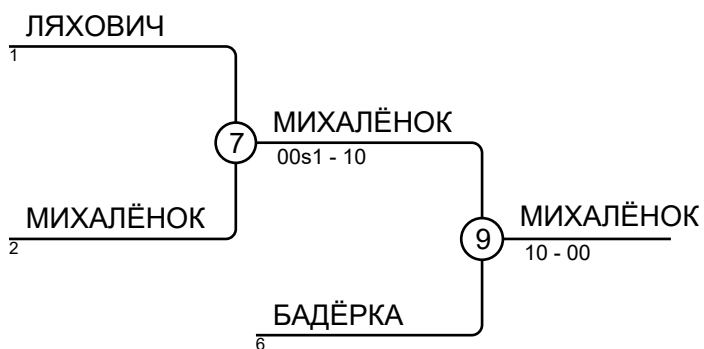 ЛЯХОВИЧ
1
7
МИХАЛЁНОК
00s1 - 10
МИХАЛЁНОК
2
9
МИХАЛЁНОК
10 - 00
БАДЁРКА
6